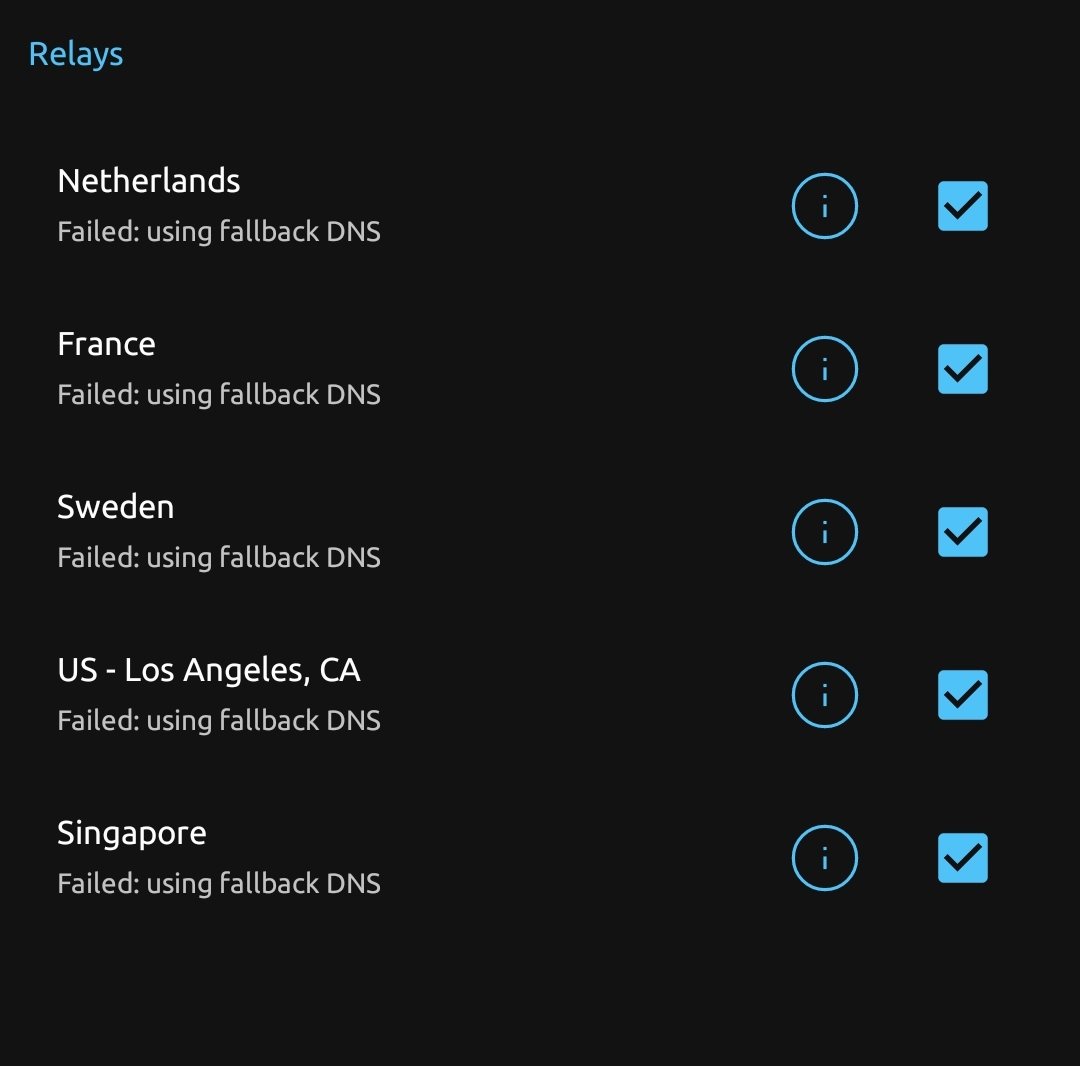 Relays
Netherlands
Failed: using fallback DNS
France
Failed: using fallback DNS
Sweden
Failed: using fallback DNS
US - Los Angeles, CA
Failed: using fallback DNS
Singapore
Failed: using fallback DNS